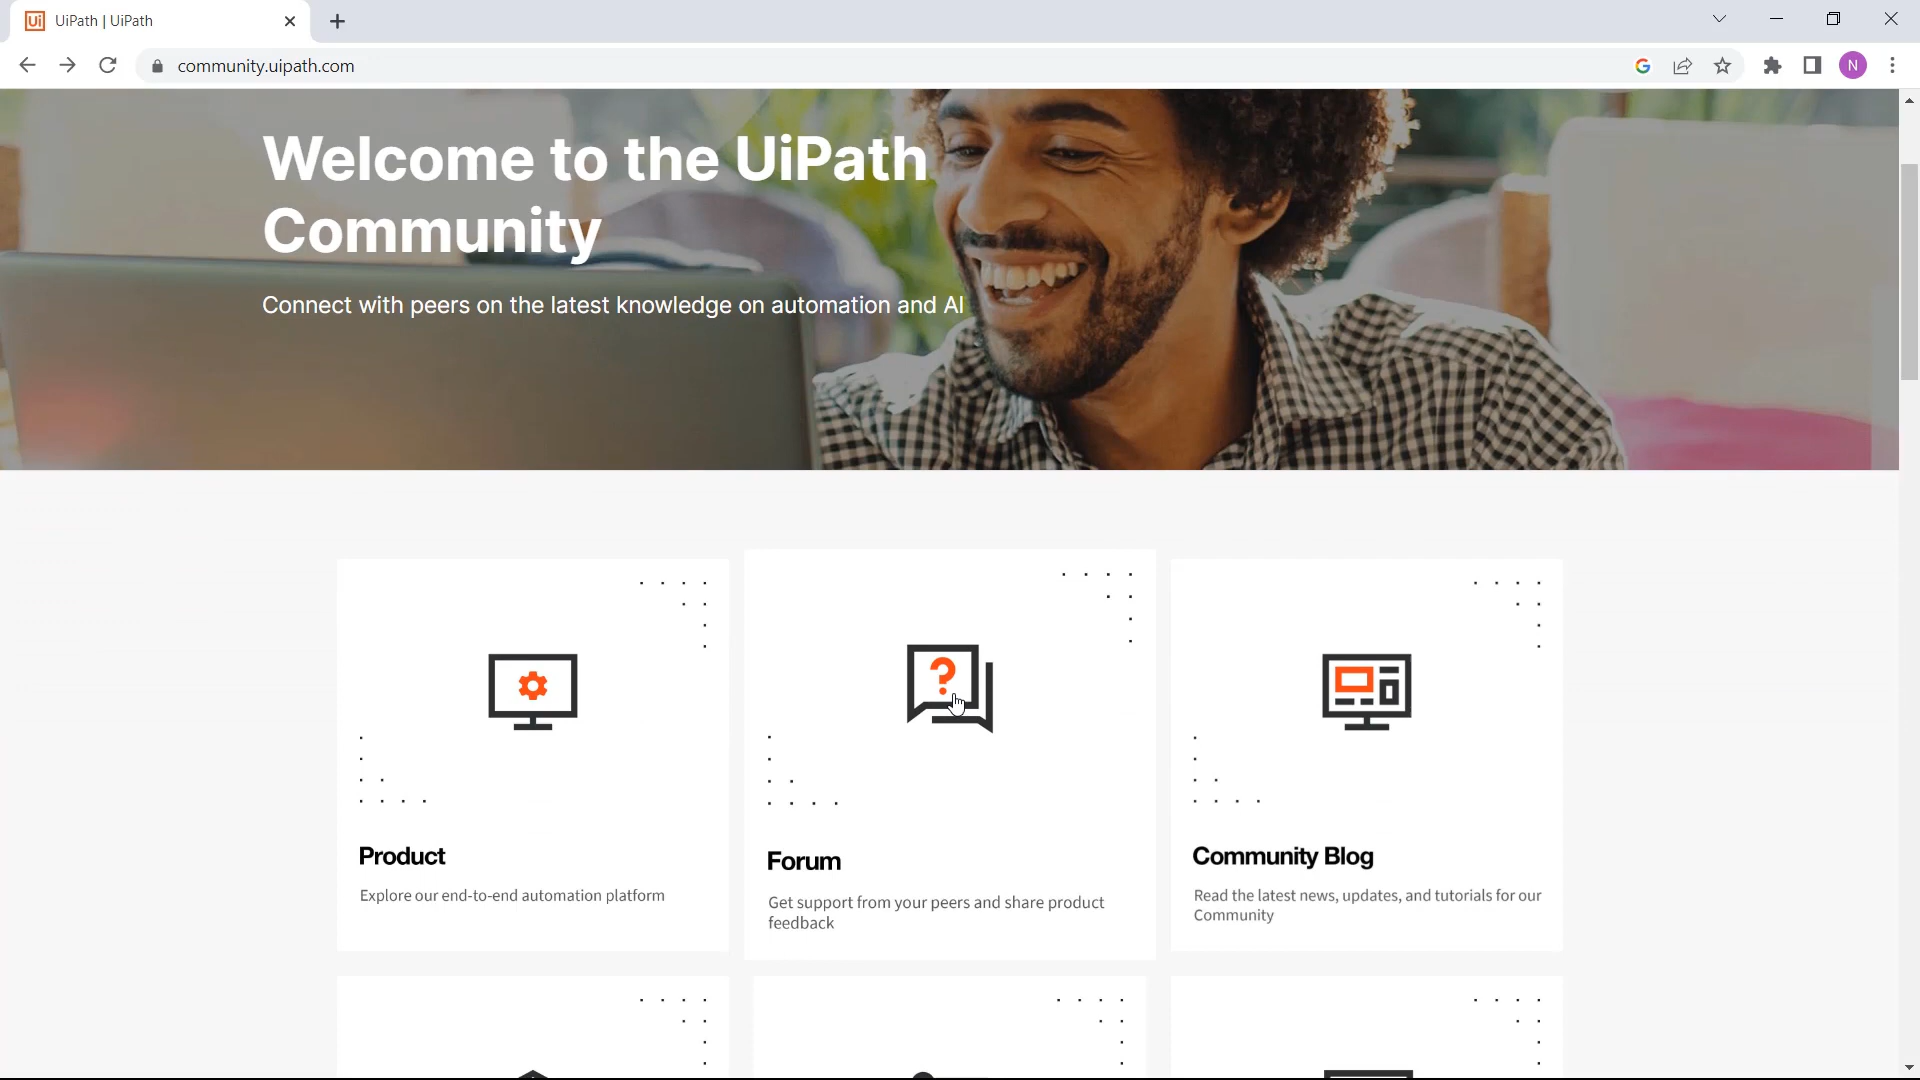 Ui
UiPath | UiPath
community.uipath.com
N
Welcome to the UiPath
Community
Connect with peers on the latest knowledge on automation and AI
?
Product
Explore our end-to-end automation platform
Forum
Get support from your peers and share product
feedback
Community Blog
Read the latest news, updates, and tutorials for our
Community